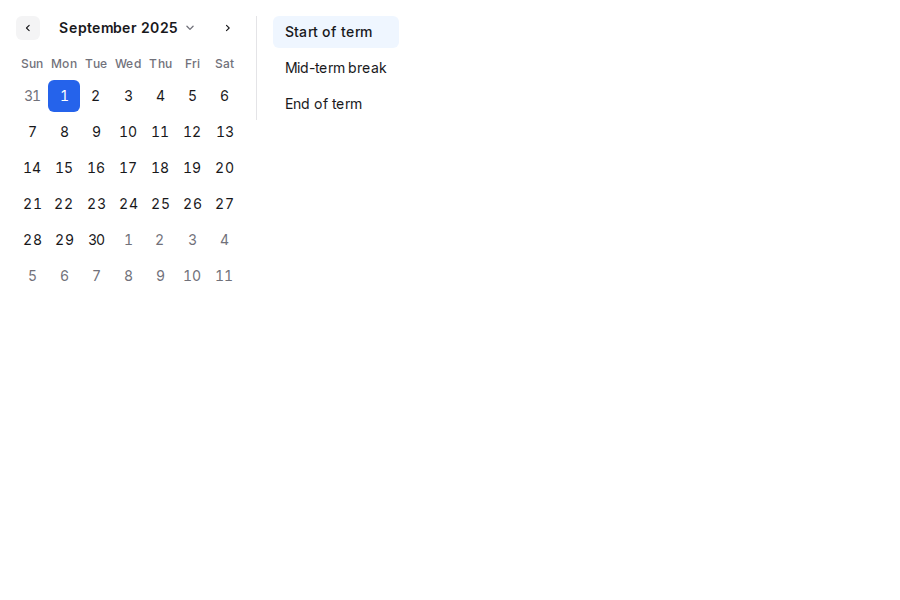 September 2025
Sun Mon Tue Wed Thu Fri Sat
31 1 2 3 4 5 6
7 8 9 10 11 12 13
14 15 16 17 18 19 20
21 22 23 24 25 26 27
28 29 30 1 2 3 4
5 6 7 8 9 10 11
Start of term
Mid-term break
End of term